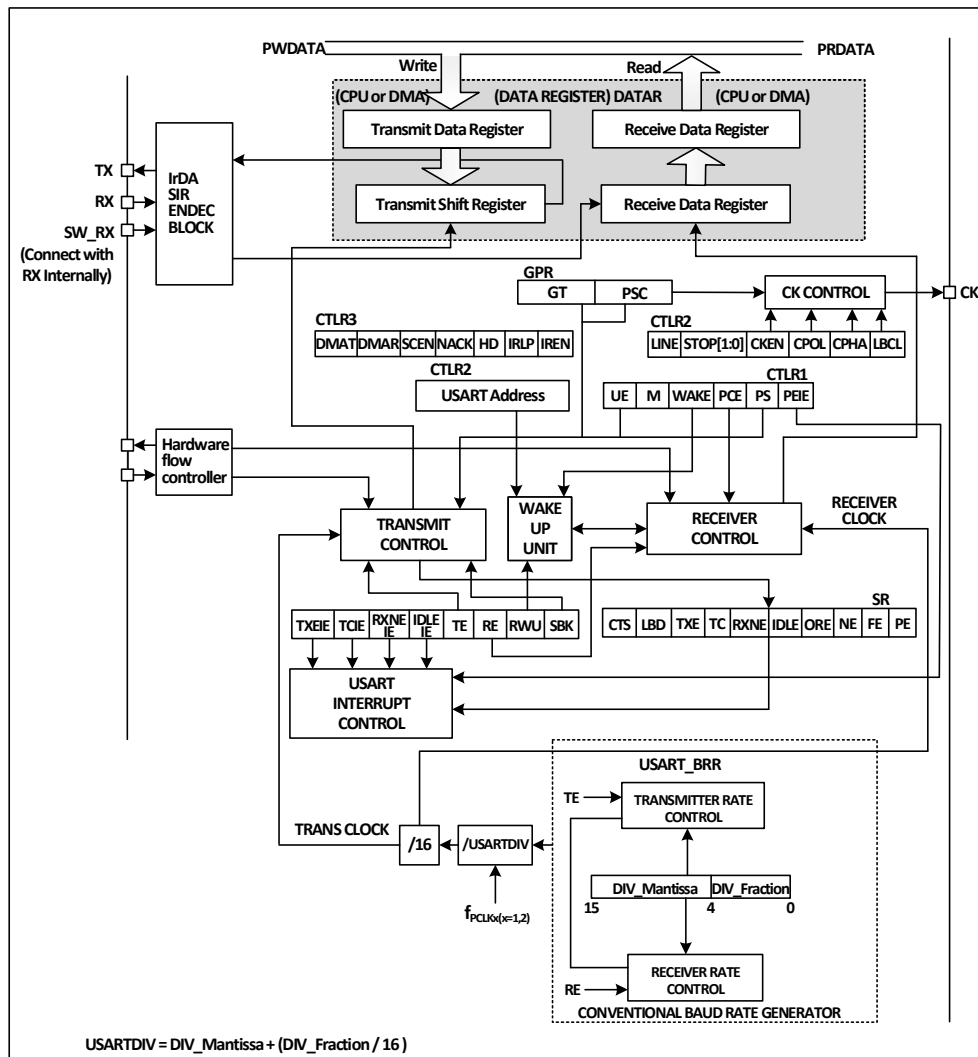 PWDATA
PRDATA
Write
Read
(CPU or DMA)
(DATA REGISTER) DATAR
(CPU or DMA)
Transmit Data Register
Receive Data Register
TX
RX
SW_RX
(Connect with
RX Internally)
IrDA
SIR
ENDEC
BLOCK
Transmit Shift Register
Receive Data Register
GPR
GT
PSC
CK CONTROL
CK
CTLR3
DMAT
DMAR
SCEN
NACK
HD
IRLP
IREN
CTLR2
LINE
STOP[1:0]
CKEN
CPOL
CPHA
LBCL
CTLR2
USART Address
CTLR1
UE
M
WAKE
PCE
PS
PEIE
Hardware
flow
controller
TRANSMIT
CONTROL
WAKE
UP
UNIT
RECEIVER
CONTROL
RECEIVER
CLOCK
TXEIE
TCIE
RXNE
IE
IDLE
IE
TE
RE
RWU
SBK
SR
CTS
LBD
TXE
TC
RXNE
IDLE
ORE
NE
FE
PE
USART
INTERRUPT
CONTROL
USART_BRR
TE
TRANSMITTER RATE
CONTROL
TRANS CLOCK
/16
/USARTDIV
fPCLKx(x=1,2)
DIV_Mantissa
DIV_Fraction
15
4
0
RE
RECEIVER RATE
CONTROL
CONVENTIONAL BAUD RATE GENERATOR
USARTDIV = DIV_Mantissa + (DIV_Fraction / 16 )